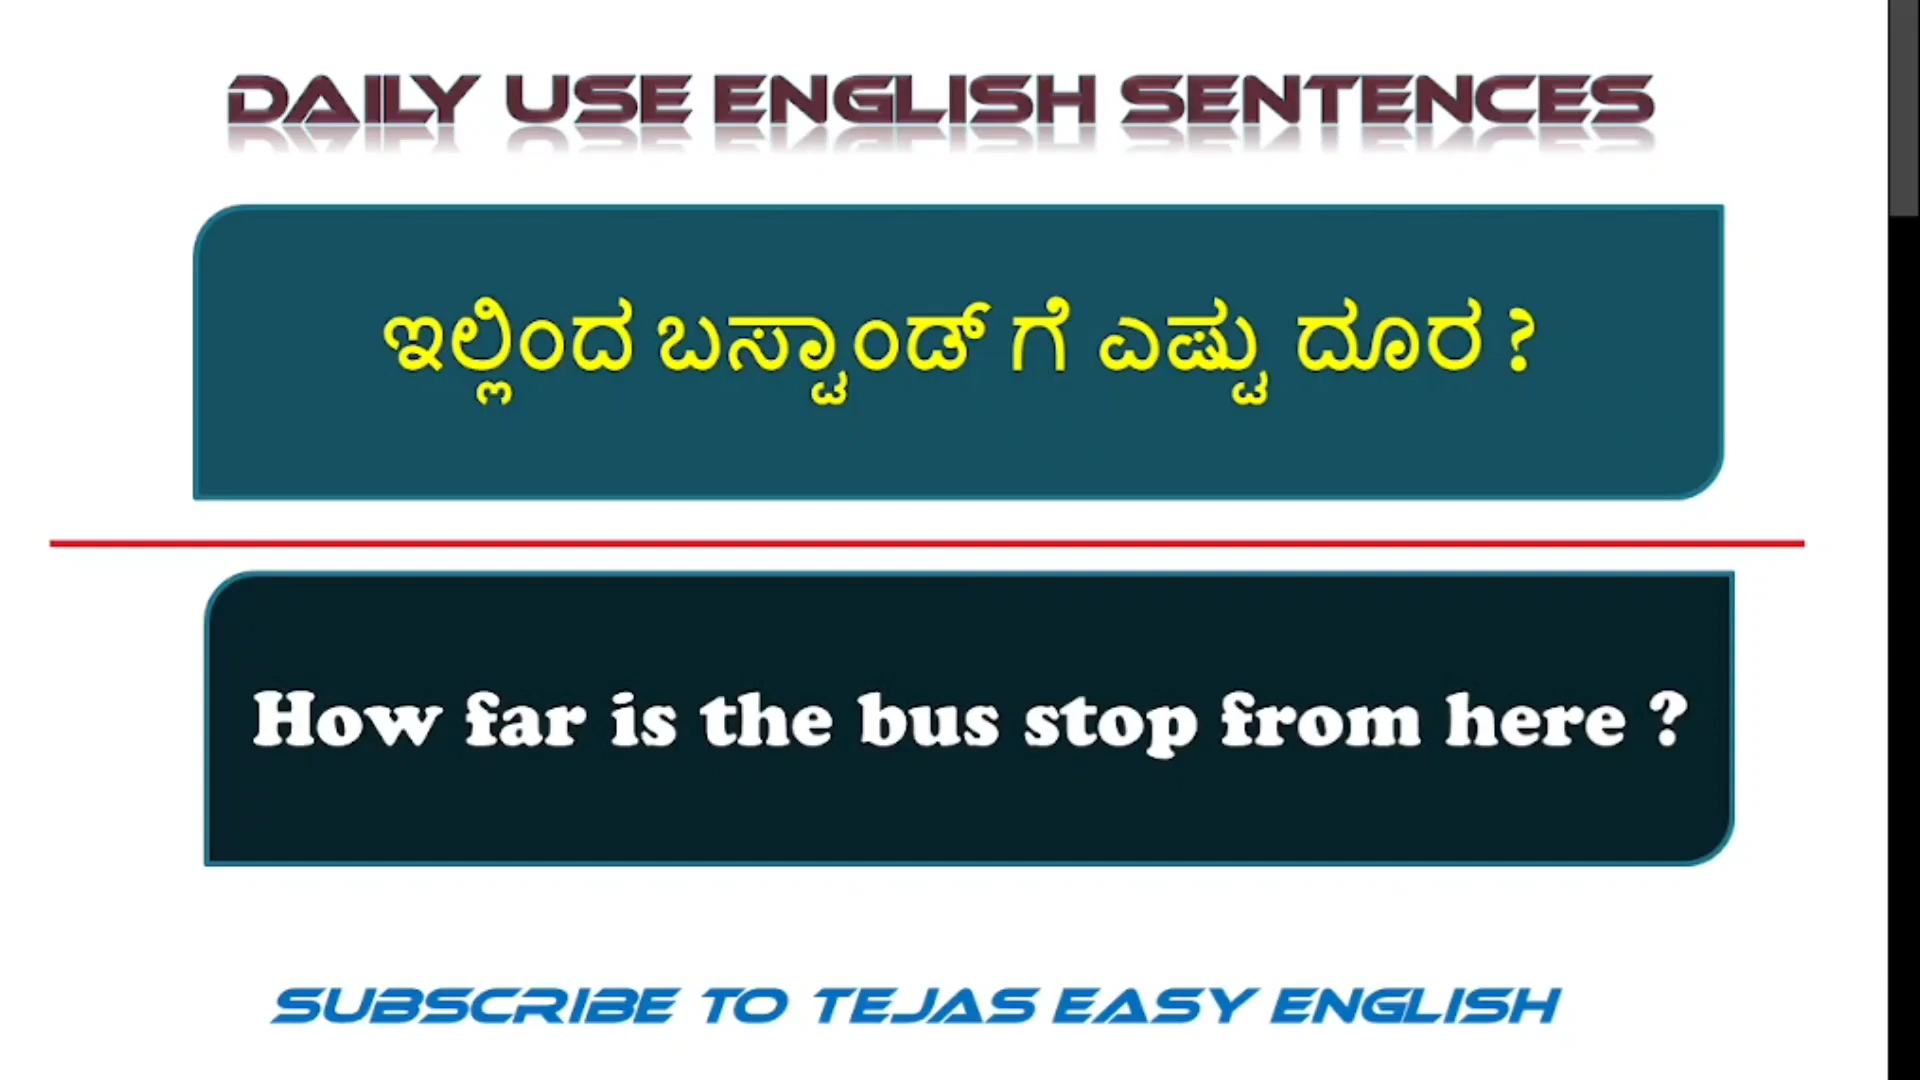 DAILY USE ENGLISH SENTENCES
ಇಲ್ಲಿಂದ ಬಸ್ಟಾಂಡ್ ಗೆ ಎಷ್ಟು ದೂರ ?
How far is the bus stop from here ?
SUBSCRIBE TO TEJAS EASY ENGLISH